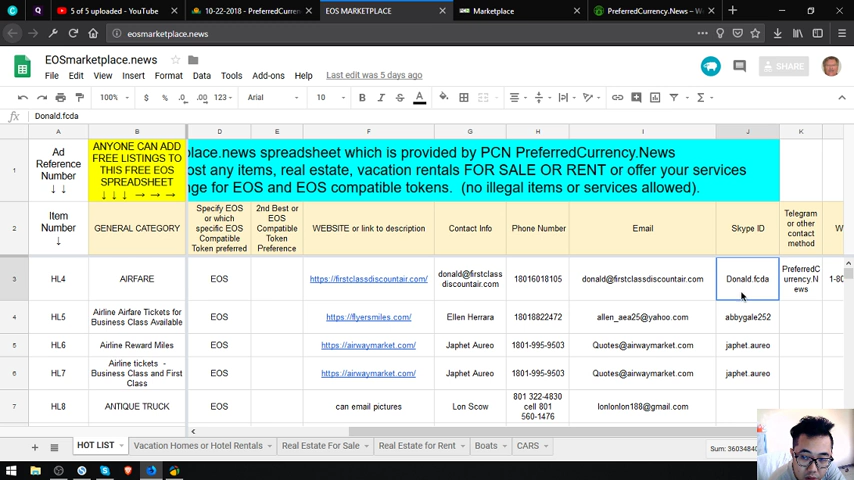 5 of 5 uploaded - YouTube
10-22-2018 - PreferredCurren
EOS MARKETPLACE
Marketplace
PreferredCurrency.News – W
eosmarketplace.news
EOSmarketplace.news
File Edit View Insert Format Data Tools Add-ons Help Last edit was 5 days ago
SHARE
100% $ % .0 .00 123 Arial 10 B I S A
fx Donald.fcda
A B D E F G H I J K
Ad Reference Number ↓ ↓
ANYONE CAN ADD FREE LISTINGS TO THIS FREE EOS SPREADSHEET ↓ ↓ ↓ → → →
place.news spreadsheet which is provided by PCN PreferredCurrency.News
ost any items, real estate, vacation rentals FOR SALE OR RENT or offer your services
nge for EOS and EOS compatible tokens. (no illegal items or services allowed).
1
2
Item Number ↓
GENERAL CATEGORY
Specify EOS or which specific EOS Compatible Token preferred
2nd Best or EOS Compatible Token Preference
WEBSITE or link to description
Contact Info
Phone Number
Email
Skype ID
Telegram or other contact method
W
3 HL4 AIRFARE EOS https://firstclassdiscountair.com/ donald@firstclassdiscountair.com 18016018105 donald@firstclassdiscountair.com Donald.fcda PreferredCurrency.News 1-80
4 HL5 Airline Airfare Tickets for Business Class Available EOS https://flyersmiles.com/ Ellen Herrara 18018822472 allen_aea25@yahoo.com abbygale252
5 HL6 Airline Reward Miles EOS https://airwaymarket.com/ Japhet Aureo 1801-995-9503 Quotes@airwaymarket.com japhet.aureo
6 HL7 Airline tickets - Business Class and First Class EOS https://airwaymarket.com/ Japhet Aureo 1801-995-9503 Quotes@airwaymarket.com japhet.aureo
7 HL8 ANTIQUE TRUCK EOS can email pictures Lon Scow 801 322-4830 cell 801 560-1476 lonlonlon188@gmail.com
HOT LIST Vacation Homes or Hotel Rentals Real Estate For Sale Real Estate for Rent Boats CARS